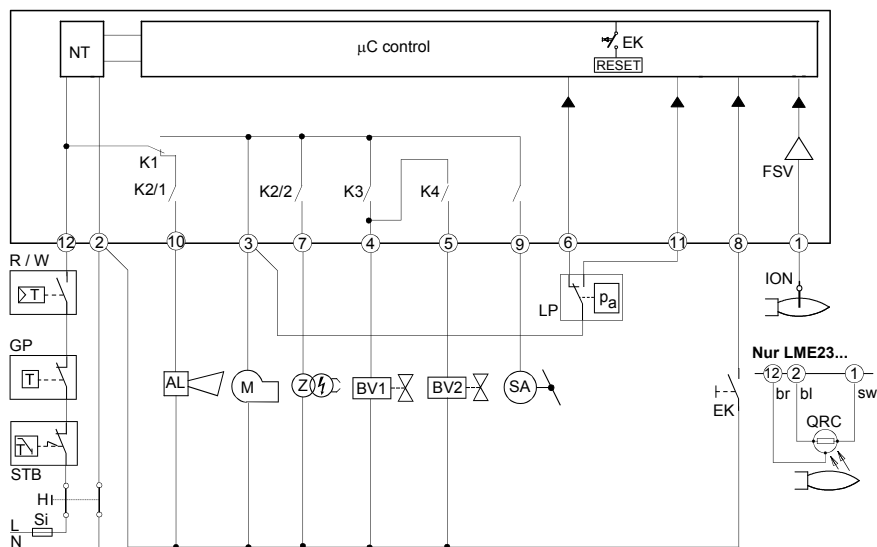 NT
µC control
EK
RESET
FSV
K1
K2/1
K2/2
K3
K4
12
2
10
3
7
4
5
9
6
11
8
1
R / W
T
GP
T
STB
T
H
L
Si
N
AL
M
Z
BV1
BV2
SA
LP
pa
EK
ION
Nur LME23...
12
2
1
br
bl
sw
QRC